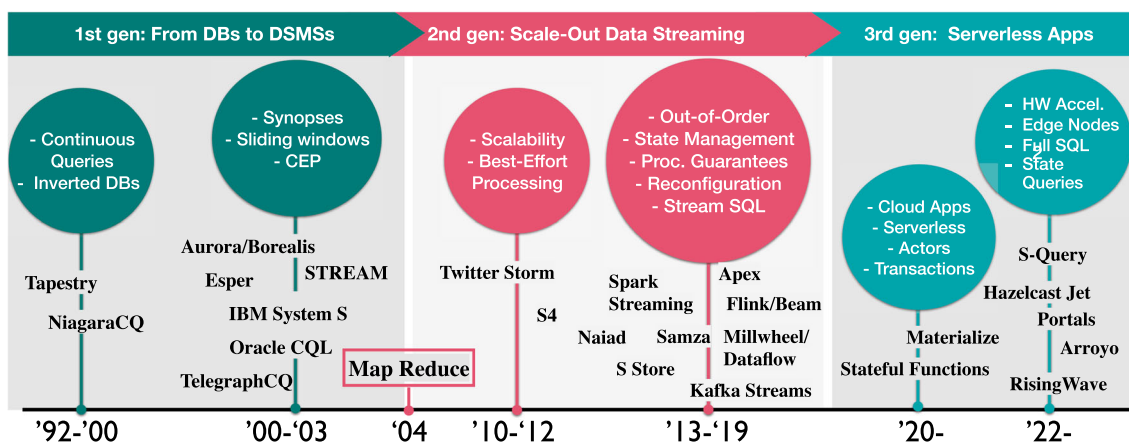 1st gen: From DBs to DSMSs
2nd gen: Scale-Out Data Streaming
3rd gen: Serverless Apps
- Continuous
Queries
- Inverted DBs
Tapestry
NiagaraCQ
- Synopses
- Sliding windows
- CEP
Aurora/Borealis
Esper
STREAM
IBM System S
Oracle CQL
TelegraphCQ
Map Reduce
- Scalability
- Best-Effort
Processing
Twitter Storm
S4
- Out-of-Order
- State Management
- Proc. Guarantees
- Reconfiguration
- Stream SQL
Spark
Streaming
Apex
Flink/Beam
Naiad
Samza
Millwheel/
Dataflow
S Store
Kafka Streams
- Cloud Apps
- Serverless
- Actors
- Transactions
Materialize
Stateful Functions
- HW Accel.
- Edge Nodes
- Full SQL
?
- State
Queries
S-Query
Hazelcast Jet
Portals
Arroyo
RisingWave
'92-'00
'00-'03
'04
'10-'12
'13-'19
'20-
'22-